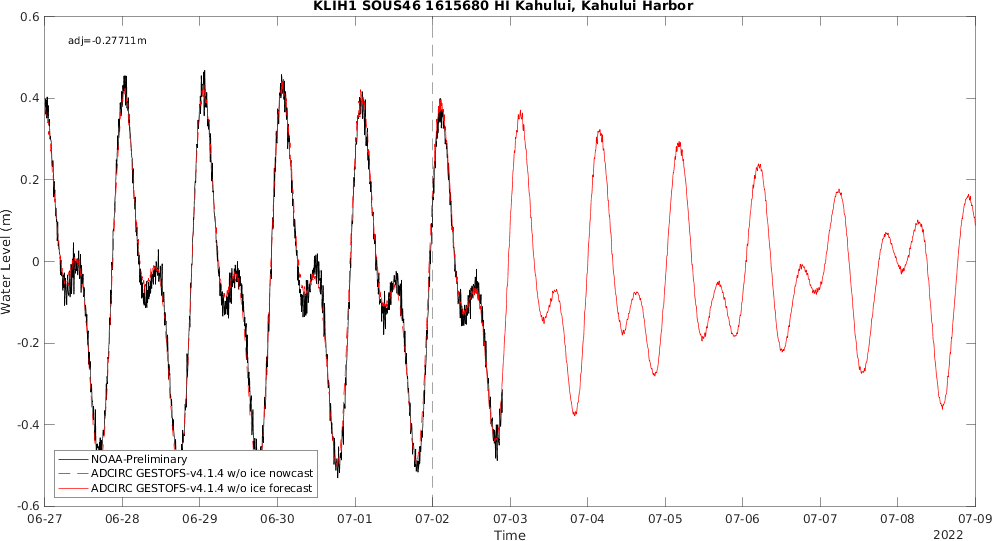 KLIH1 SOUS46 1615680 HI Kahului, Kahului Harbor
adj=-0.27711m
0.6
0.4
0.2
0
-0.2
-0.4
-0.6
Water Level (m)
NOAA-Preliminary
ADCIRC GESTOFS-v4.1.4 w/o ice nowcast
ADCIRC GESTOFS-v4.1.4 w/o ice forecast
06-27 06-28 06-29 06-30 07-01 07-02 07-03 07-04 07-05 07-06 07-07 07-08 07-09
Time
2022